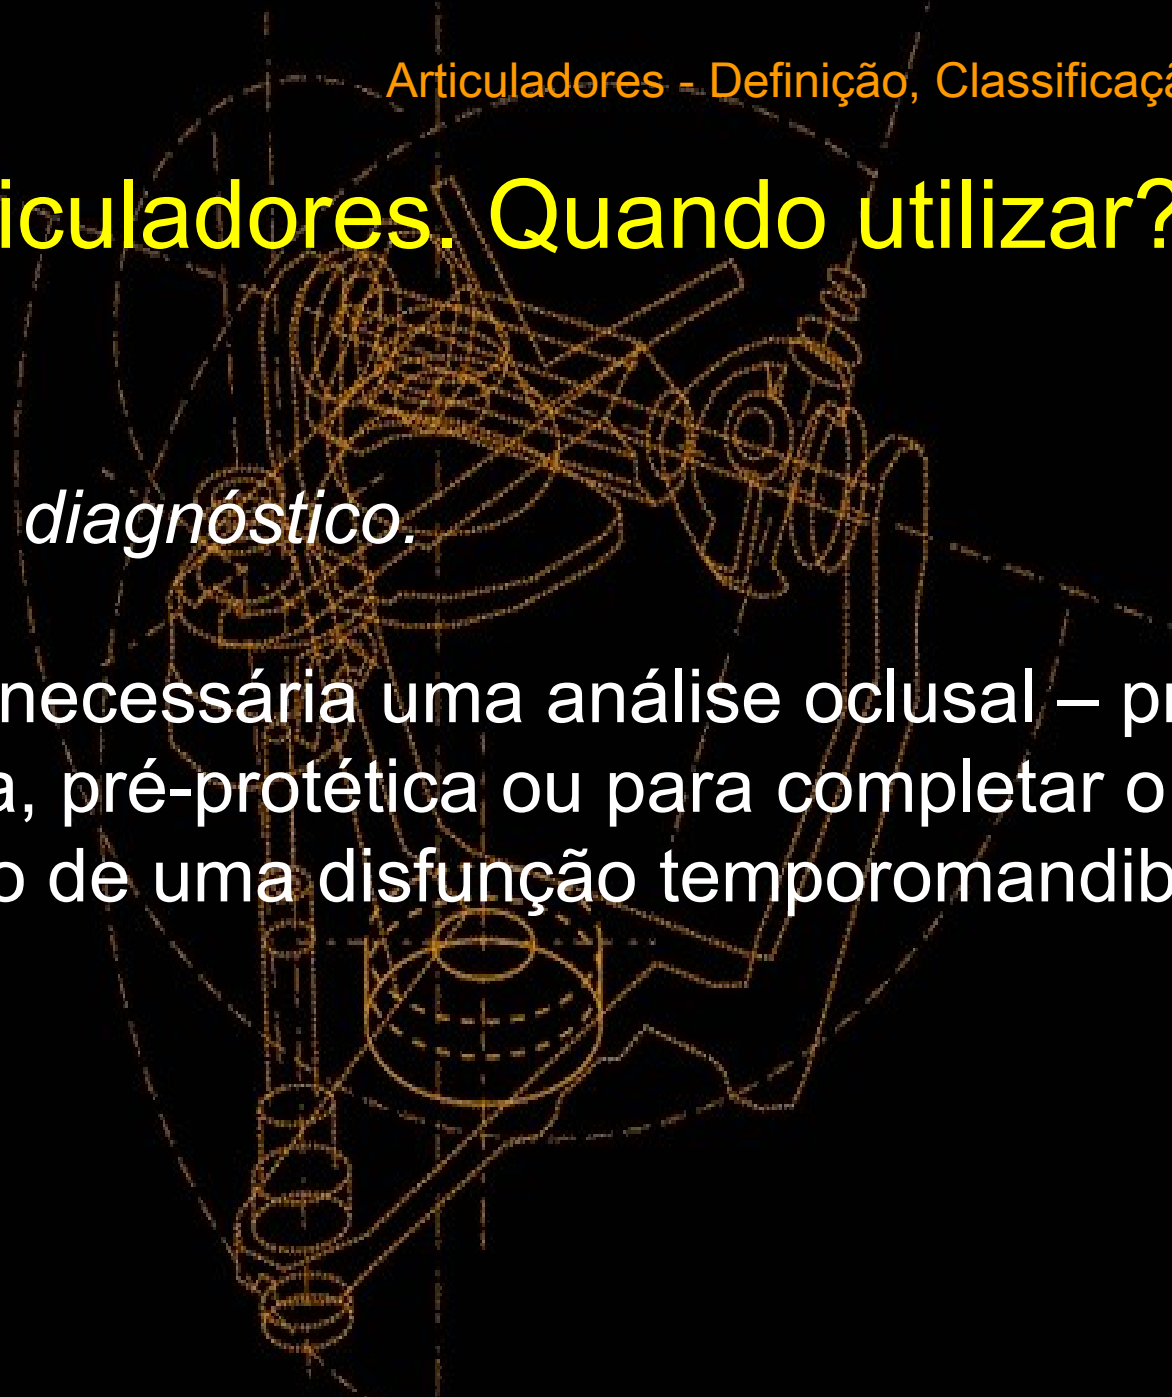 Articuladores - Definição, Classificaçã
iculadores. Quando utilizar?
diagnóstico.
necessária uma análise oclusal – pr
a, pré-protética ou para completar o
o de uma disfunção temporomandib